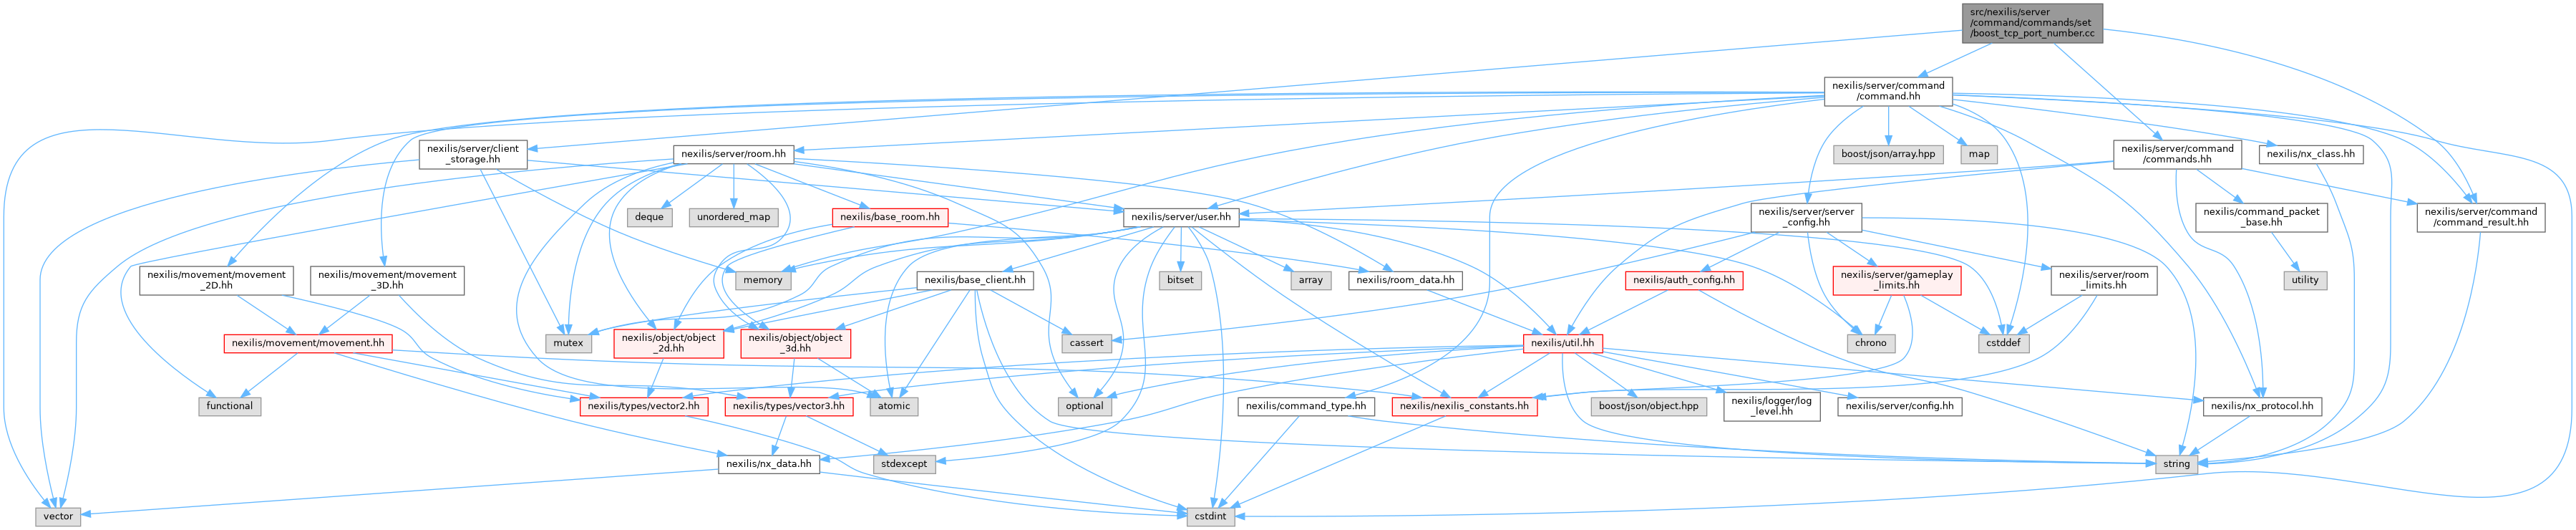 src/nexilis/server
/command/commands/set
/boost_tcp_port_number.cc
nexilis/server/command
/command.hh
nexilis/server/client
_storage.hh
nexilis/server/room.hh
boost/json/array.hpp
map
nexilis/server/command
/commands.hh
nexilis/nx_class.hh
deque
unordered_map
nexilis/base_room.hh
nexilis/server/user.hh
nexilis/server/server
_config.hh
nexilis/command_packet
_base.hh
nexilis/server/command
/command_result.hh
nexilis/movement/movement
_2D.hh
nexilis/movement/movement
_3D.hh
memory
nexilis/base_client.hh
bitset
array
nexilis/room_data.hh
nexilis/auth_config.hh
nexilis/server/gameplay
_limits.hh
nexilis/server/room
_limits.hh
utility
nexilis/movement/movement.hh
mutex
nexilis/object/object
_2d.hh
nexilis/object/object
_3d.hh
cassert
nexilis/util.hh
chrono
cstddef
functional
nexilis/types/vector2.hh
nexilis/types/vector3.hh
atomic
optional
nexilis/command_type.hh
nexilis/nexilis_constants.hh
boost/json/object.hpp
nexilis/logger/log
_level.hh
nexilis/server/config.hh
nexilis/nx_protocol.hh
nexilis/nx_data.hh
stdexcept
string
vector
cstdint